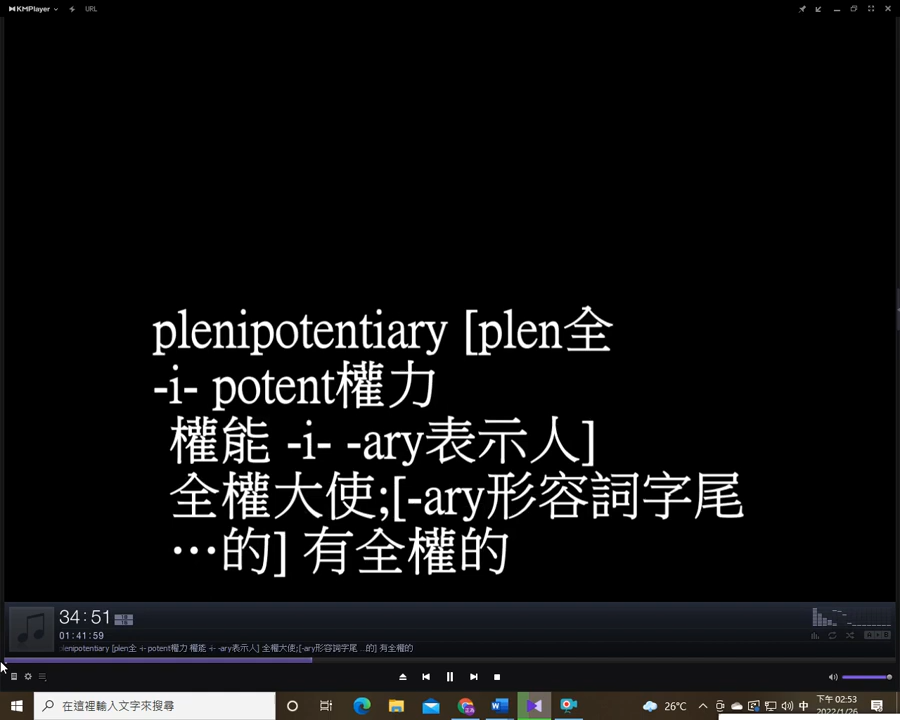 KMPlayer
URL
plenipotentiary [plen全
-i- potent權力
權能 -i- -ary表示人]
全權大使;[-ary形容詞字尾
…的] 有全權的
34:51
01:41:59
lenipotentiary [plen全 -i- potent權力 權能 -i- -ary表示人] 全權大使;[-ary形容詞字尾 …的] 有全權的
在這裡輸入文字來搜尋
26°C
中
下午 02:53
2022/1/26